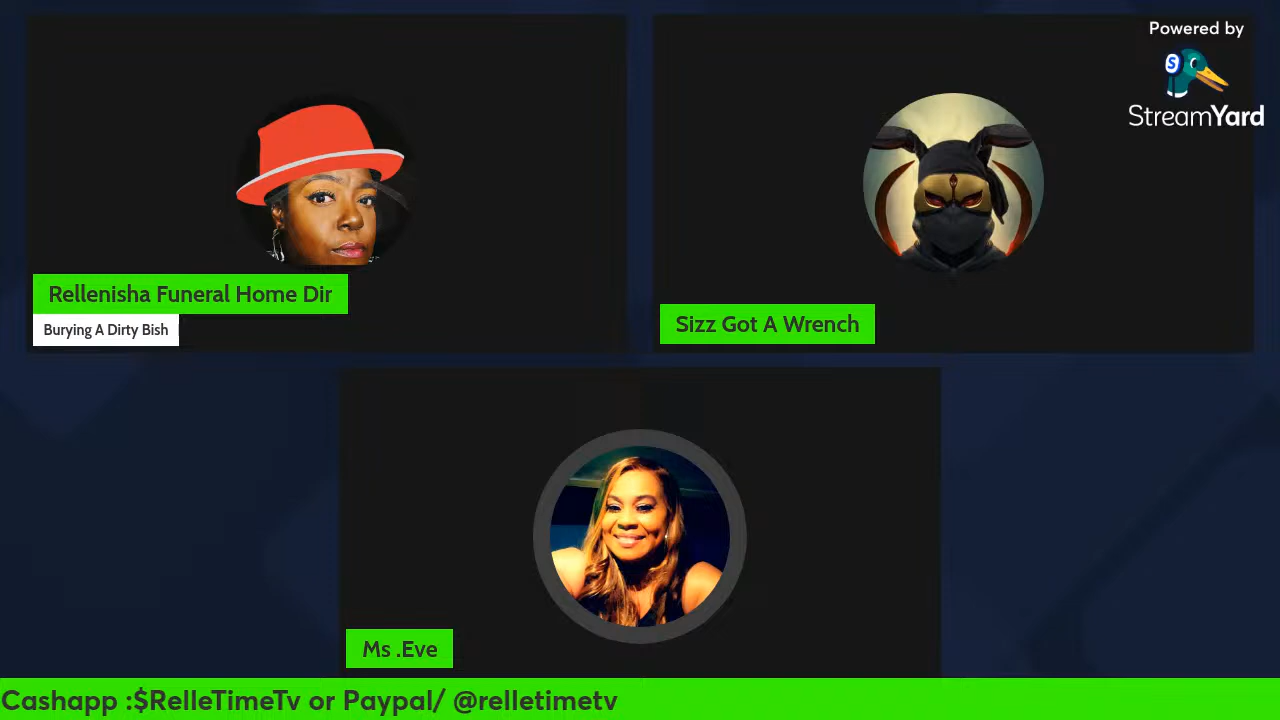 Powered by
S
StreamYard
Rellenisha Funeral Home Dir
Burying A Dirty Bish
Sizz Got A Wrench
Ms .Eve
Cashapp :$RelleTimeTv or Paypal/ @relletimetv